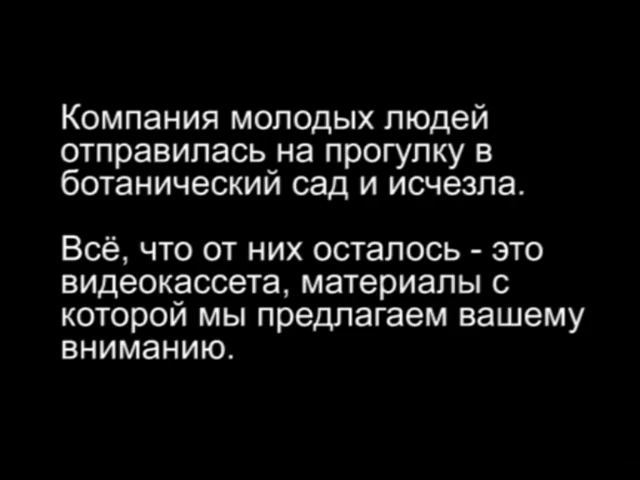 Компания молодых людей
отправилась на прогулку в
ботанический сад и исчезла.
Всё, что от них осталось - это
видеокассета, материалы с
которой мы предлагаем вашему
вниманию.